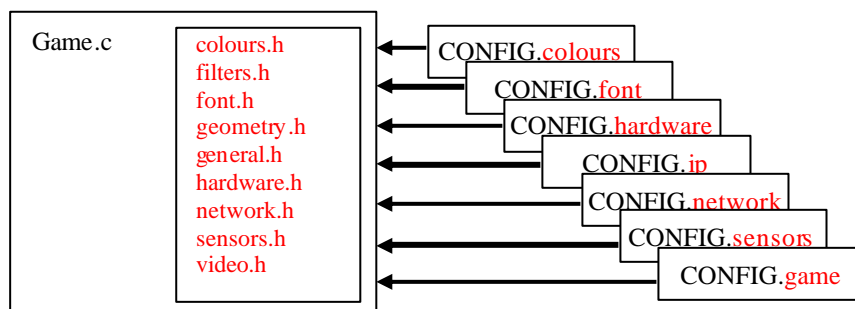 Game.c
colours.h
filters.h
font.h
geometry.h
general.h
hardware.h
network.h
sensors.h
video.h
CONFIG.colours
CONFIG.font
CONFIG.hardware
CONFIG.ip
CONFIG.network
CONFIG.sensors
CONFIG.game